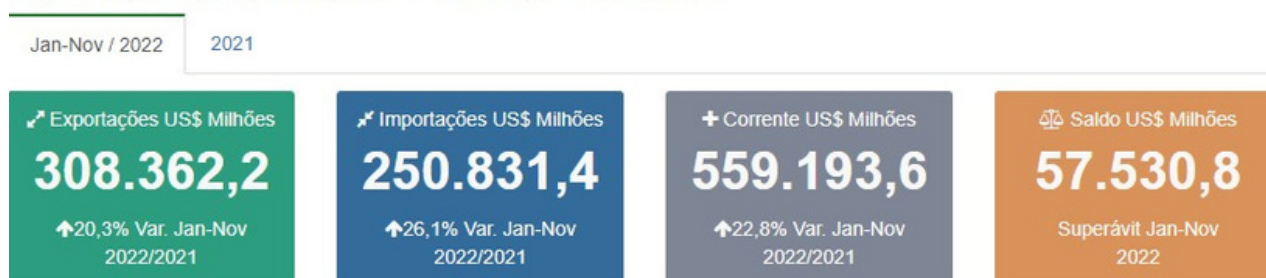 Jan-Nov / 2022
2021
Exportações US$ Milhões
308.362,2
20,3% Var. Jan-Nov
2022/2021
Importações US$ Milhões
250.831,4
26,1% Var. Jan-Nov
2022/2021
Corrente US$ Milhões
559.193,6
22,8% Var. Jan-Nov
2022/2021
Saldo US$ Milhões
57.530,8
Superávit Jan-Nov
2022